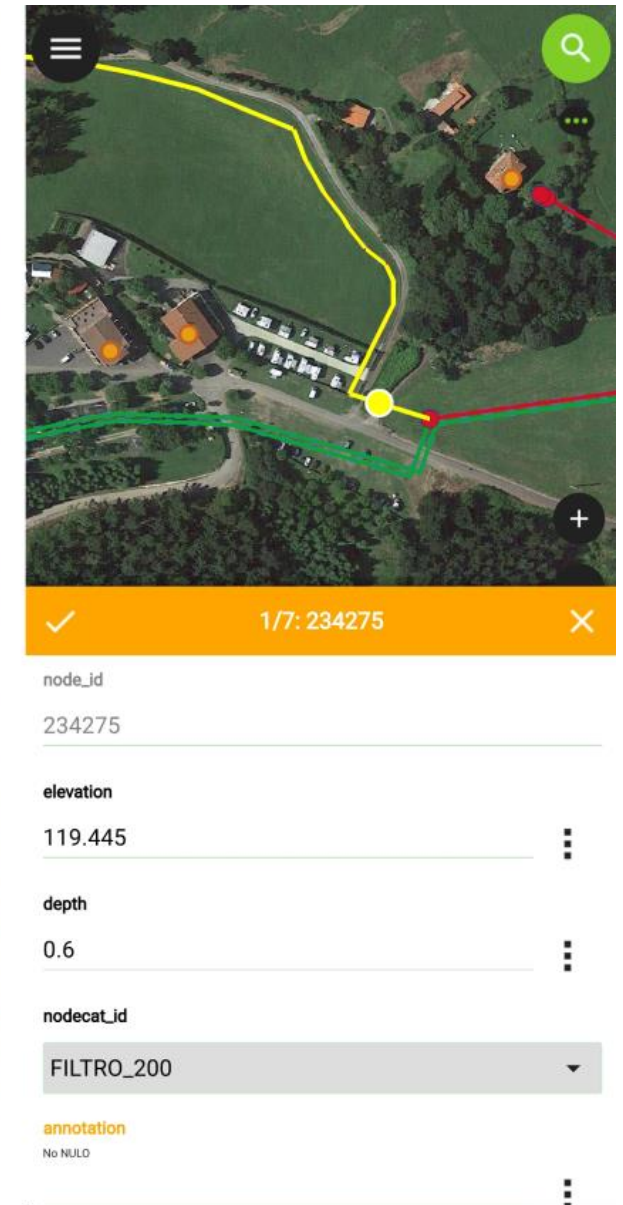 1/7: 234275
node_id
234275
elevation
119.445
depth
0.6
nodecat_id
FILTRO_200
annotation
No NULO